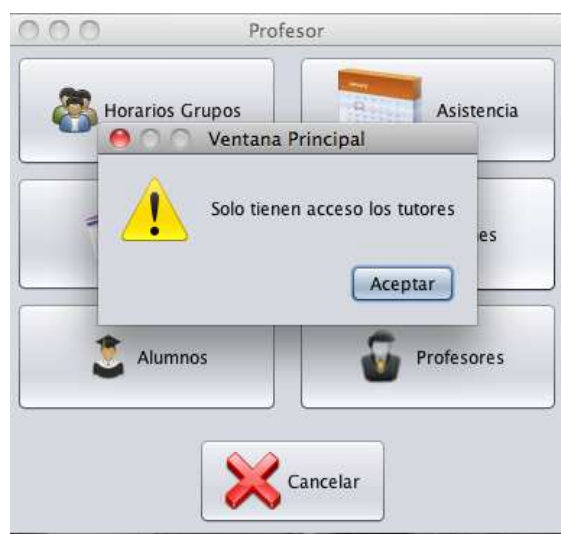 Profesor
Horarios Grupos
Asistencia
Ventana Principal
Solo tienen acceso los tutores
es
Aceptar
Alumnos
Profesores
Cancelar